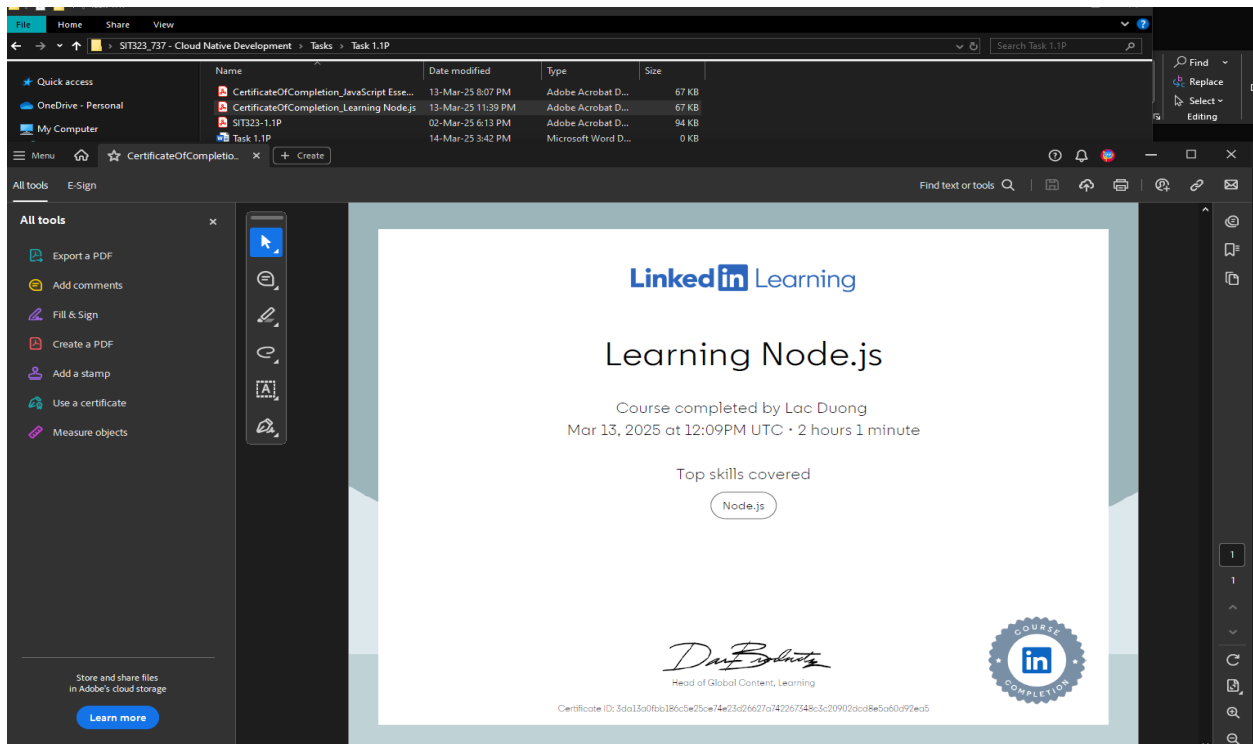 File Home Share View
SIT323_737 - Cloud Native Development › Tasks › Task 1.1P
Search Task 1.1P
Find
Replace
Select
Editing
Quick access
OneDrive - Personal
My Computer
Name Date modified Type Size
CertificateOfCompletion_JavaScript Esse... 13-Mar-25 8:07 PM Adobe Acrobat D... 67 KB
CertificateOfCompletion_Learning Node.js 13-Mar-25 11:39 PM Adobe Acrobat D... 67 KB
SIT323-1.1P 02-Mar-25 6:13 PM Adobe Acrobat D... 94 KB
Task 1.1P 14-Mar-25 3:42 PM Microsoft Word D... 0 KB
Menu CertificateOfCompletio... + Create
All tools E-Sign Find text or tools
All tools
Export a PDF
Add comments
Fill & Sign
Create a PDF
Add a stamp
Use a certificate
Measure objects
Store and share files
in Adobe's cloud storage
Learn more
Linked in Learning
Learning Node.js
Course completed by Lac Duong
Mar 13, 2025 at 12:09PM UTC • 2 hours 1 minute
Top skills covered
Node.js
Head of Global Content, Learning
COURSE
in
COMPLETION
1
1